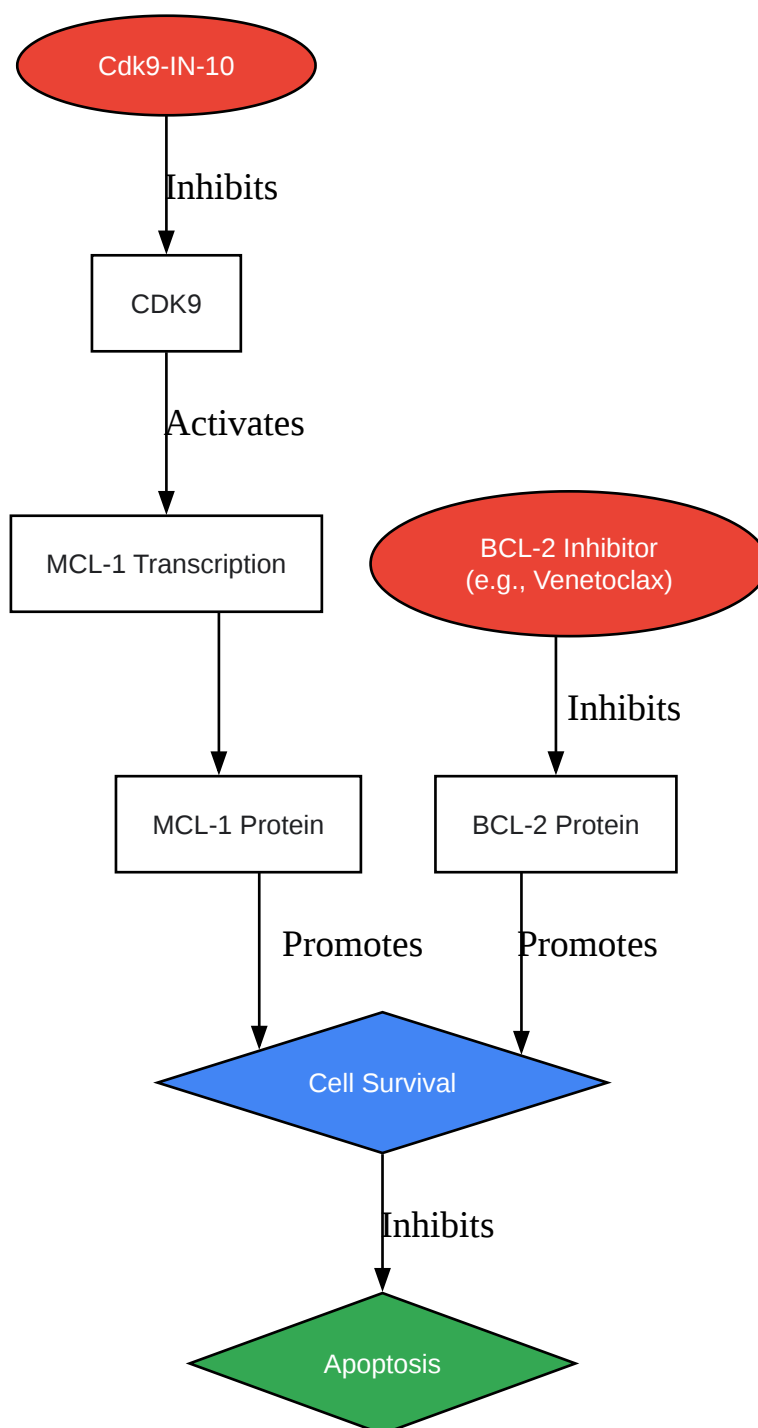 Cdk9-IN-10
Inhibits
CDK9
Activates
MCL-1 Transcription
BCL-2 Inhibitor
(e.g., Venetoclax)
Inhibits
MCL-1 Protein
BCL-2 Protein
Promotes
Promotes
Cell Survival
Inhibits
Apoptosis